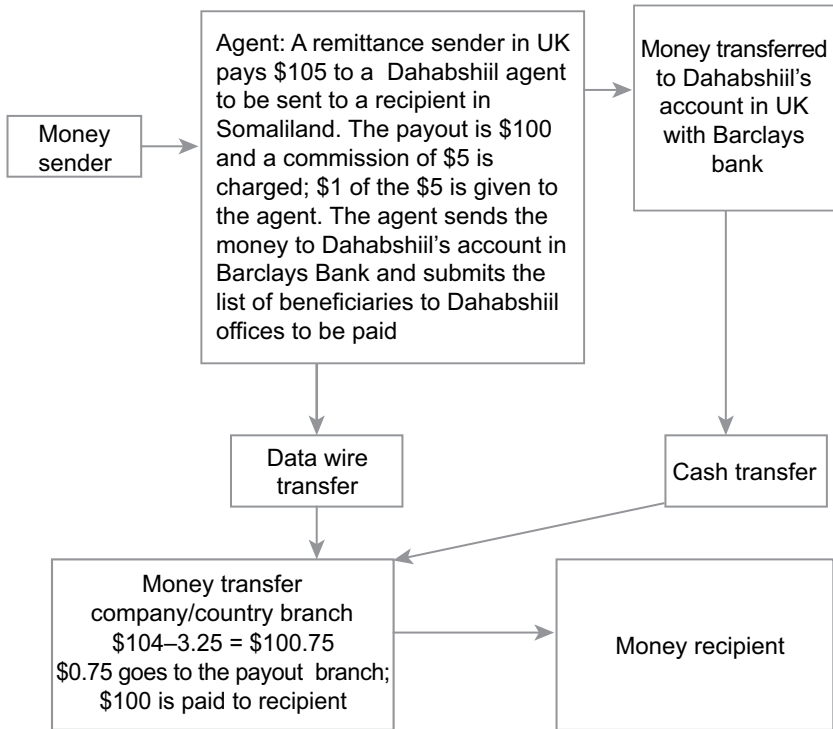 Money
sender
Agent: A remittance sender in UK
pays $105 to a Dahabshiil agent
to be sent to a recipient in
Somaliland. The payout is $100
and a commission of $5 is
charged; $1 of the $5 is given to
the agent. The agent sends the
money to Dahabshiil’s account in
Barclays Bank and submits the
list of beneficiaries to Dahabshiil
offices to be paid
Money transferred
to Dahabshiil’s
account in UK
with Barclays
bank
Data wire
transfer
Cash transfer
Money transfer
company/country branch
$104–3.25 = $100.75
$0.75 goes to the payout branch;
$100 is paid to recipient
Money recipient